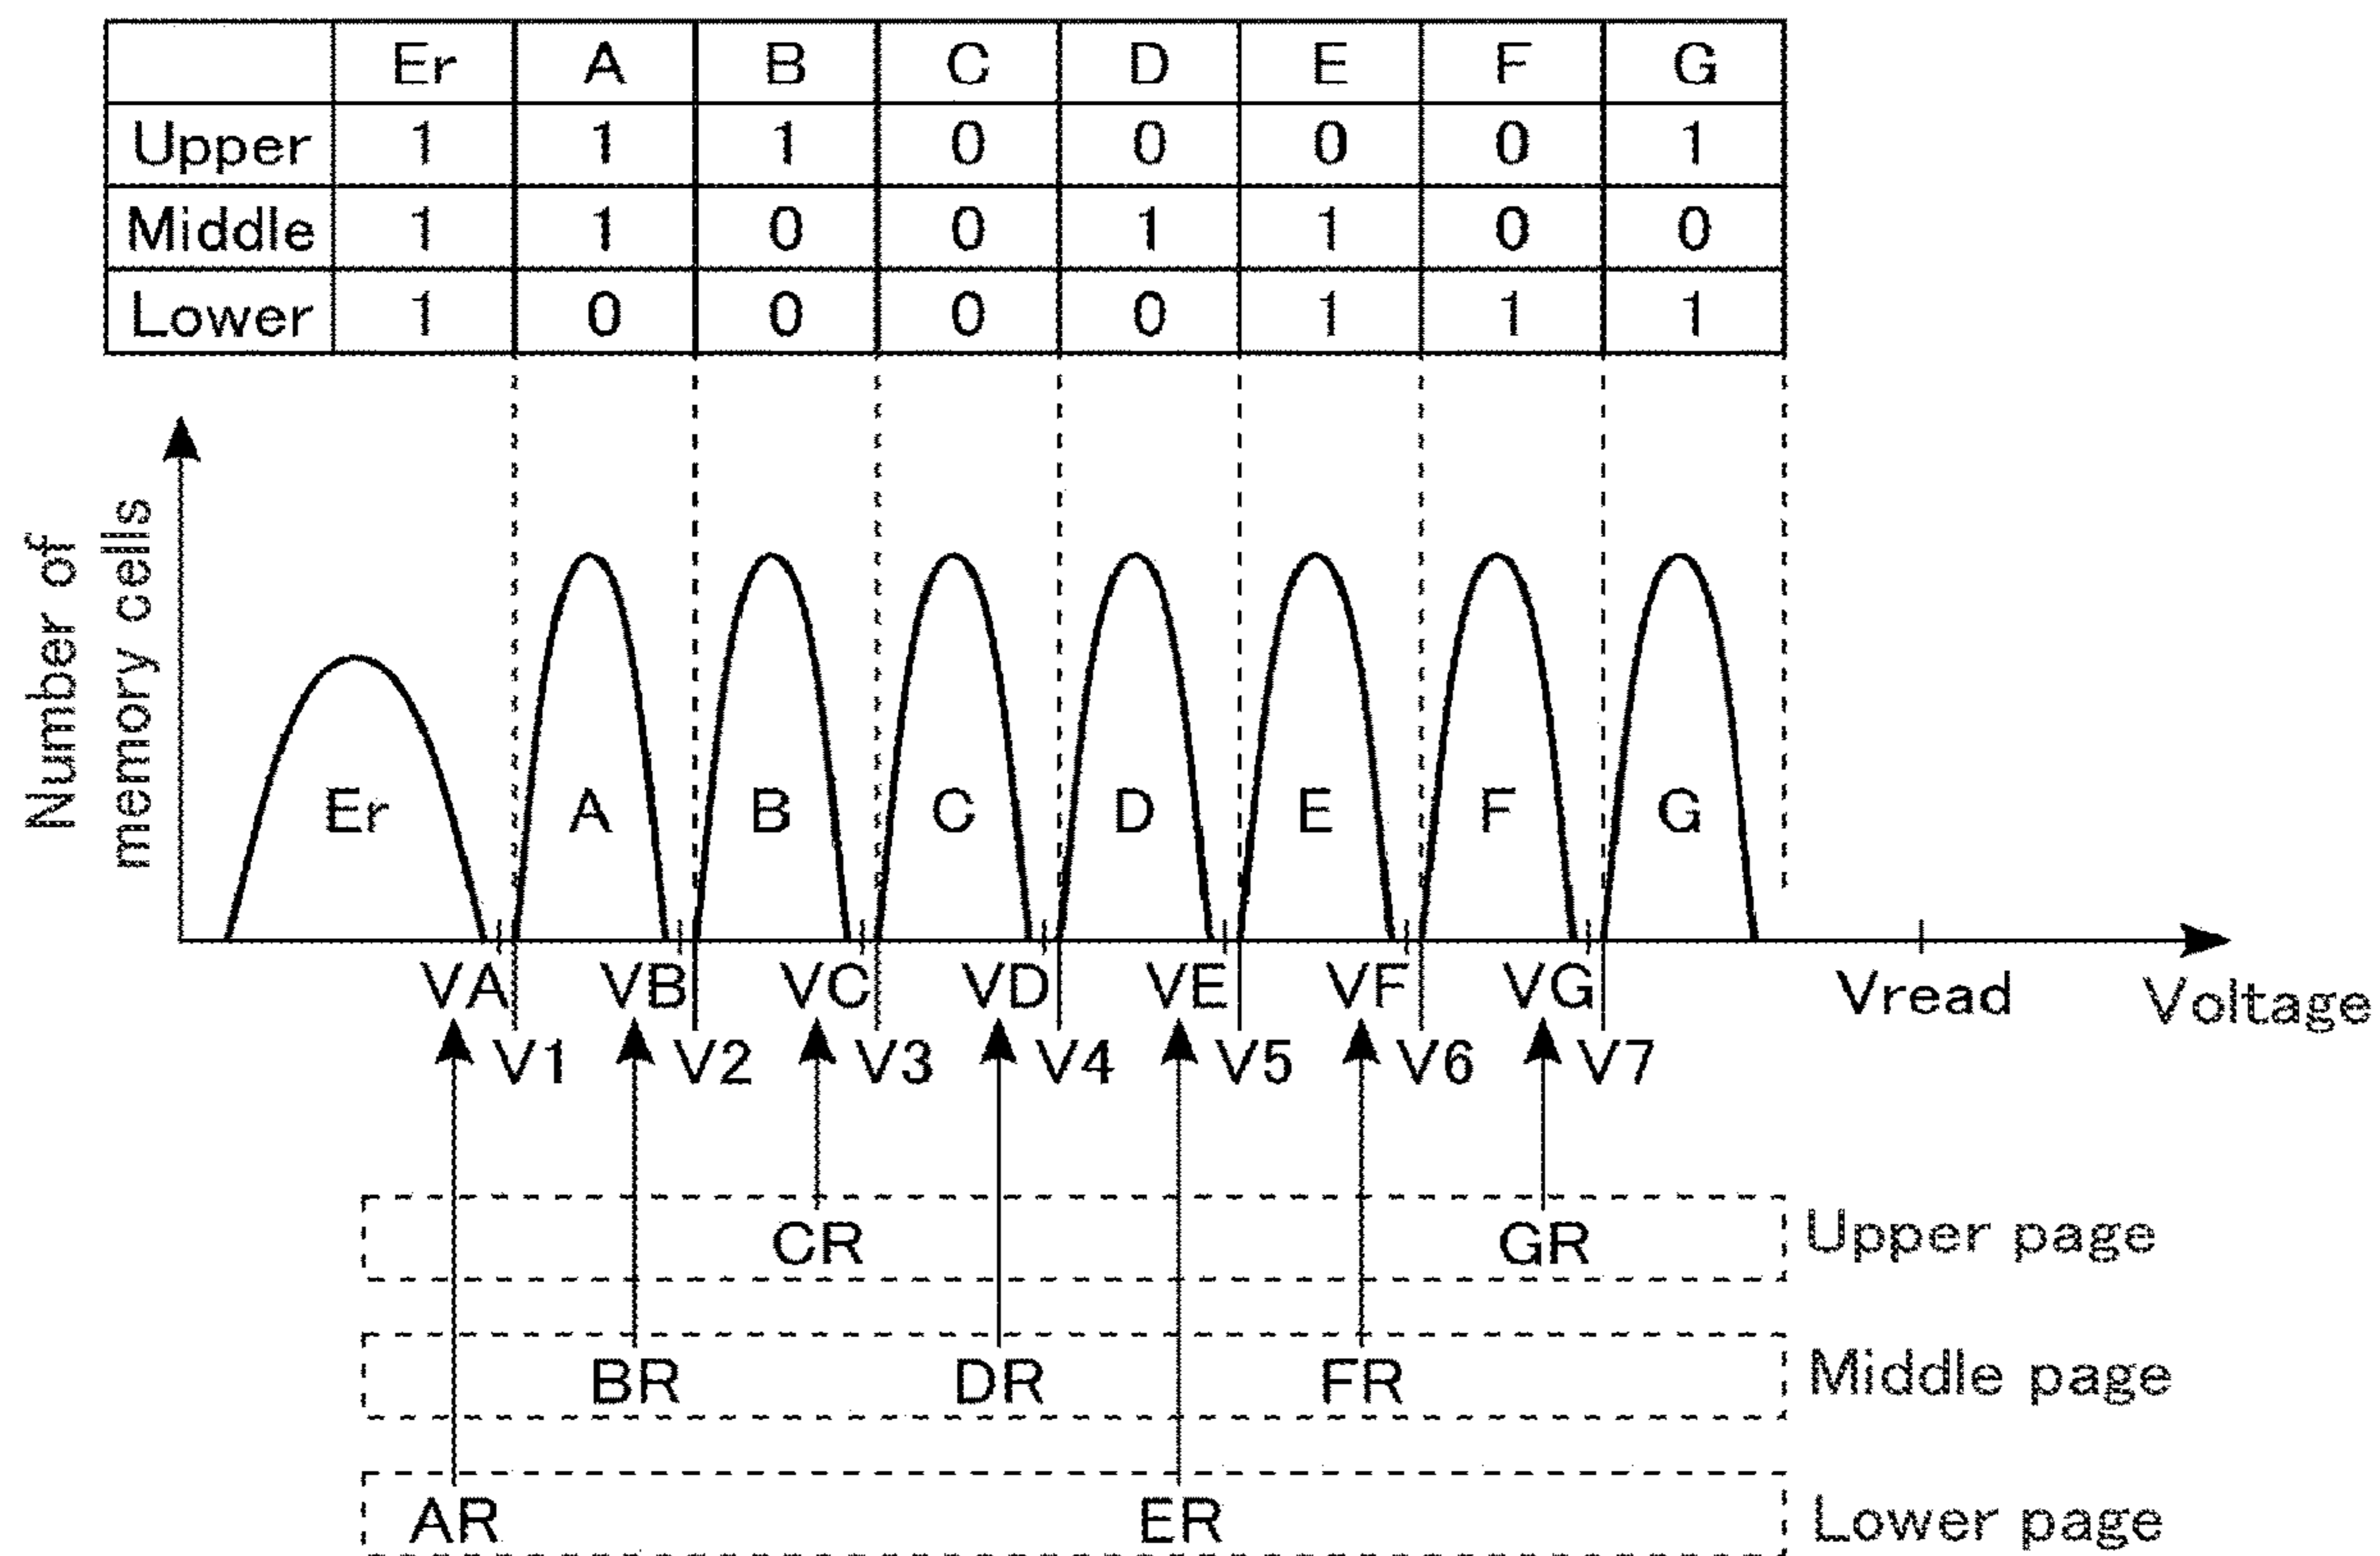 Er A B C D E F G
Upper 1 1 1 0 0 0 0 1
Middle 1 1 0 0 1 1 0 0
Lower 1 0 0 0 0 1 1 1
Number of
memory cells
Er A B C D E F G
VA VB VC VD VE VF VG Vread Voltage
V1 V2 V3 V4 V5 V6 V7
CR GR Upper page
BR DR FR Middle page
AR ER Lower page